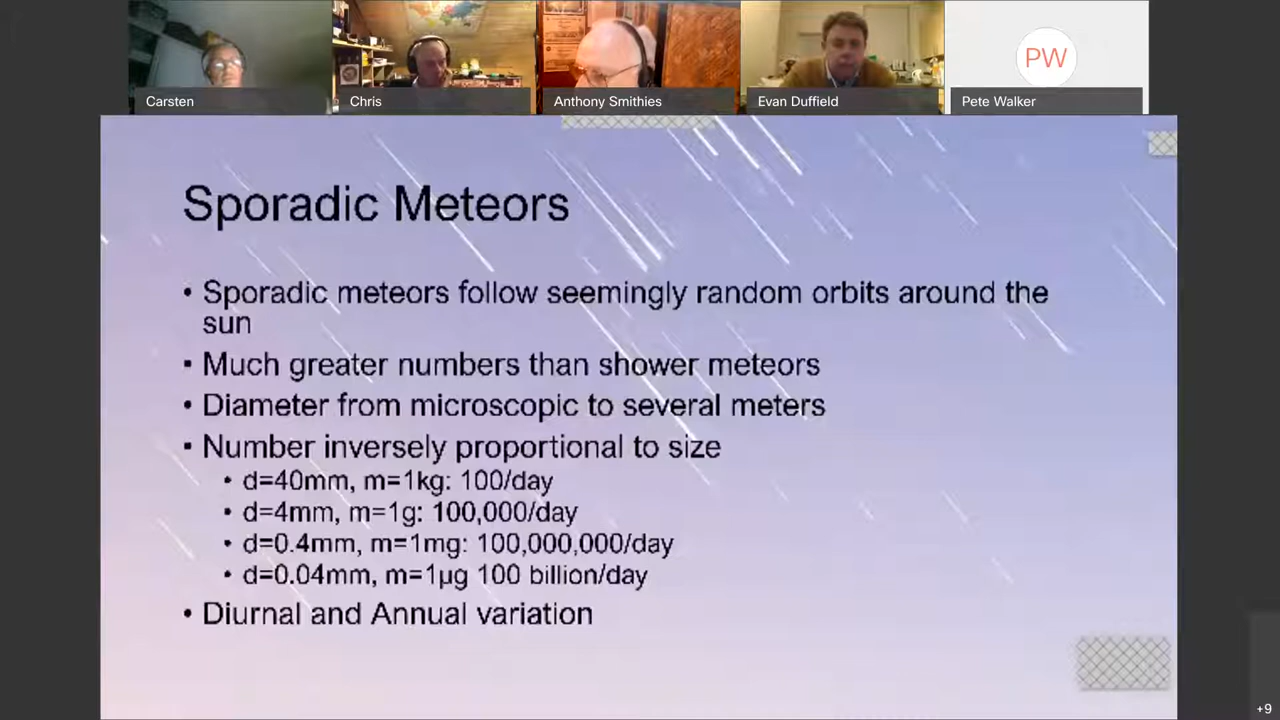 Carsten
Chris
Anthony Smithies
Evan Duffield
PW
Pete Walker
Sporadic Meteors
• Sporadic meteors follow seemingly random orbits around the
sun
• Much greater numbers than shower meteors
• Diameter from microscopic to several meters
• Number inversely proportional to size
• d=40mm, m=1kg: 100/day
• d=4mm, m=1g: 100,000/day
• d=0.4mm, m=1mg: 100,000,000/day
• d=0.04mm, m=1µg 100 billion/day
• Diurnal and Annual variation
+9